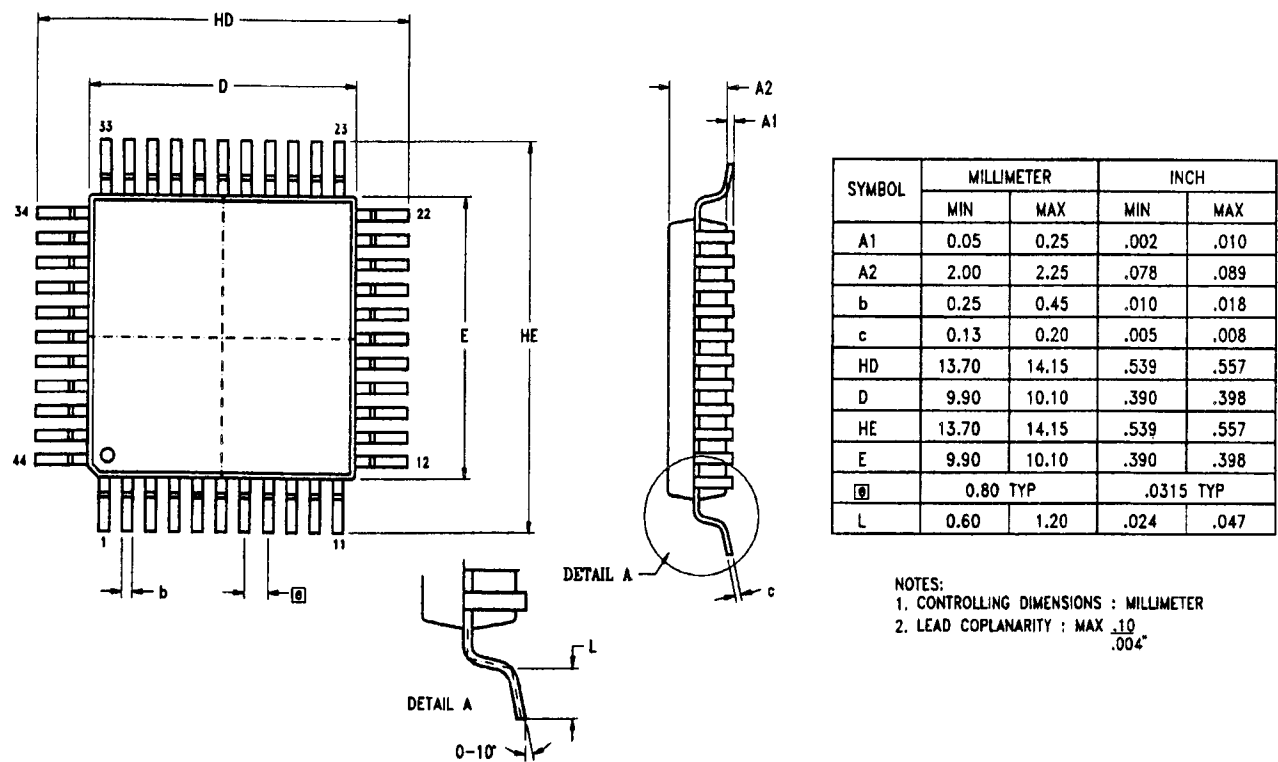 HD
D
A2
A1
33
23
34
22
E
HE
44
12
1
11
b
e
DETAIL A
c
L
DETAIL A
0-10°
SYMBOL MILLIMETER INCH
MIN MAX MIN MAX
A1 0.05 0.25 .002 .010
A2 2.00 2.25 .078 .089
b 0.25 0.45 .010 .018
c 0.13 0.20 .005 .008
HD 13.70 14.15 .539 .557
D 9.90 10.10 .390 .398
HE 13.70 14.15 .539 .557
E 9.90 10.10 .390 .398
e 0.80 TYP .0315 TYP
L 0.60 1.20 .024 .047
NOTES:
1. CONTROLLING DIMENSIONS : MILLIMETER
2. LEAD COPLANARITY : MAX .10
.004"